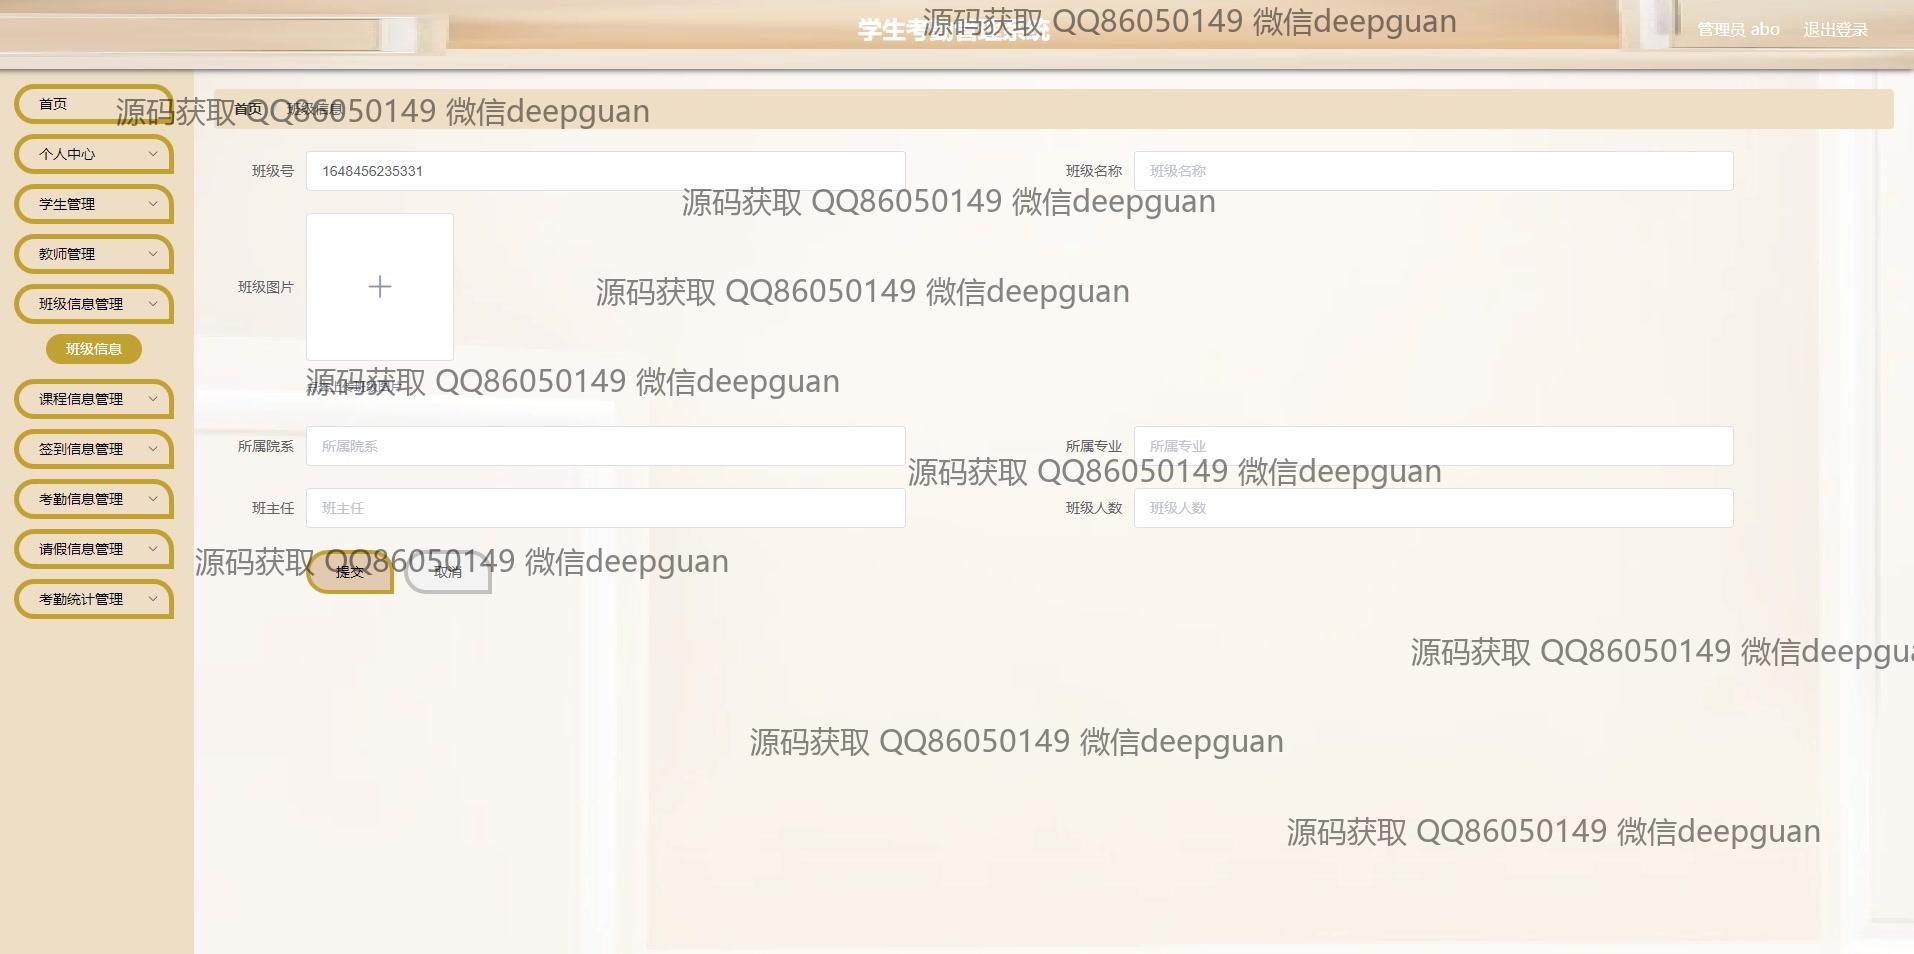 学生考勤管理系统
源码获取 QQ86050149 微信deepguan
管理员 abo
退出登录
首页
首页 / 班级信息
源码获取 QQ86050149 微信deepguan
个人中心
学生管理
教师管理
班级信息管理
班级信息
课程信息管理
签到信息管理
考勤信息管理
请假信息管理
考勤统计管理
班级号 1648456235331
班级名称 班级名称
源码获取 QQ86050149 微信deepguan
班级图片
源码获取 QQ86050149 微信deepguan
点击上传班级图片
源码获取 QQ86050149 微信deepguan
所属院系 所属院系
所属专业 所属专业
源码获取 QQ86050149 微信deepguan
班主任 班主任
班级人数 班级人数
源码获取 QQ86050149 微信deepguan
提交
取消
源码获取 QQ86050149 微信deepgua
源码获取 QQ86050149 微信deepguan
源码获取 QQ86050149 微信deepguan